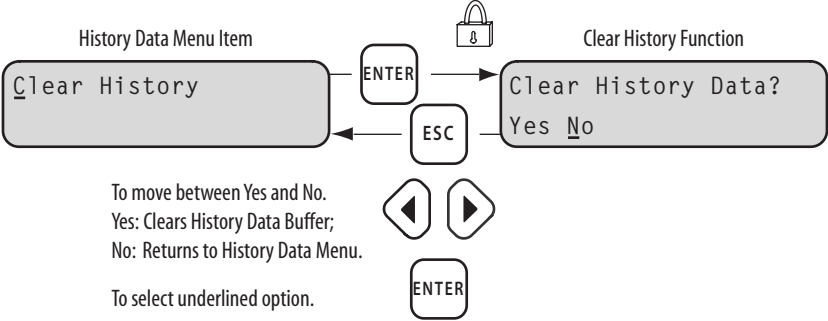 History Data Menu Item
Clear History Function
Clear History
ENTER
Clear History Data?
Yes No
ESC
To move between Yes and No.
Yes: Clears History Data Buffer;
No: Returns to History Data Menu.
To select underlined option.
ENTER